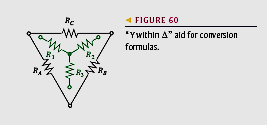 R_C
R_1
R_2
R_A
R_3
R_B
◄ FIGURE 60
"Y within Δ" aid for conversion
formulas.